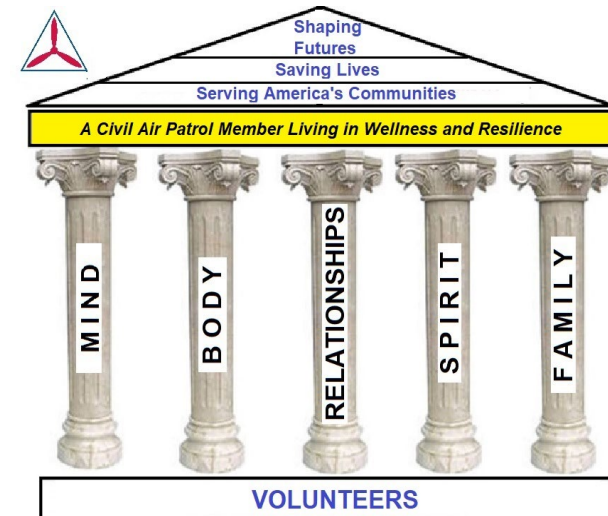 Shaping
Futures
Saving Lives
Serving America's Communities
A Civil Air Patrol Member Living in Wellness and Resilience
MIND
BODY
RELATIONSHIPS
SPIRIT
FAMILY
VOLUNTEERS